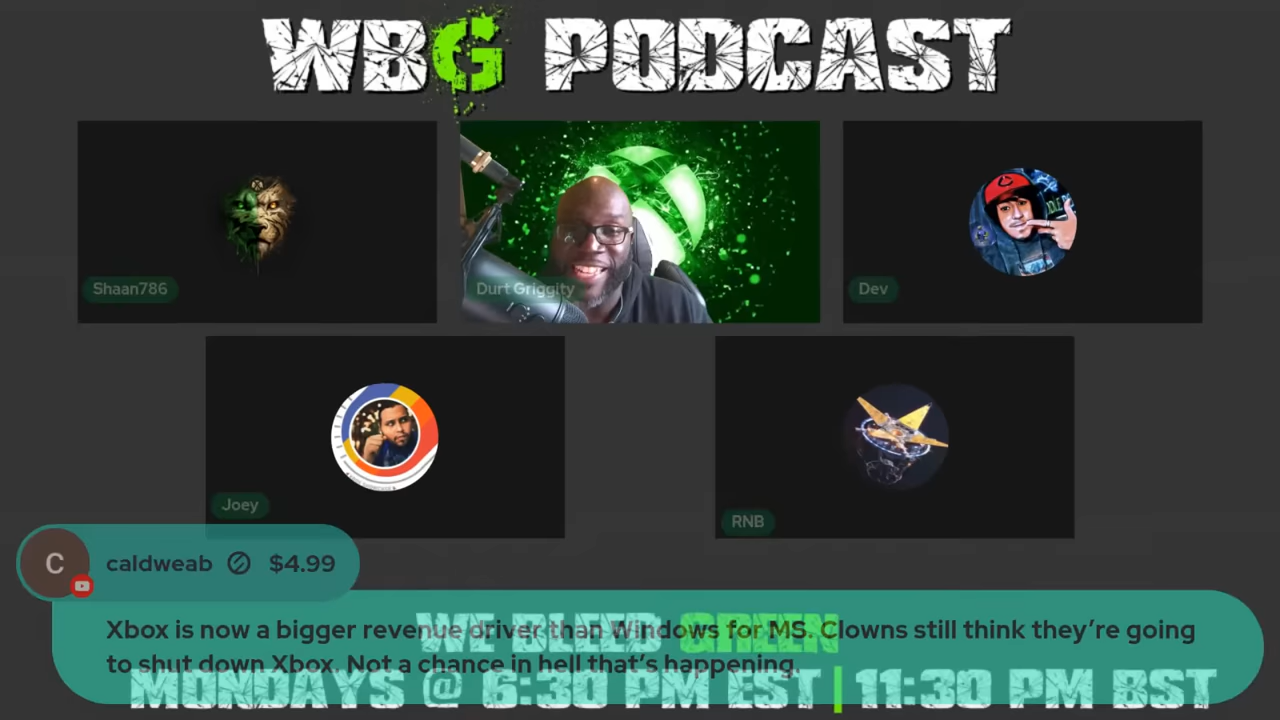 WBG PODCAST
Shaan786
Durt Griggity
Dev
Joey
RNB
C
caldweab $4.99
WE BLEED GREEN
Xbox is now a bigger revenue driver than Windows for MS. Clowns still think they’re going
to shut down Xbox. Not a chance in hell that’s happening.
MONDAYS @ 6:30 PM EST | 11:30 PM BST